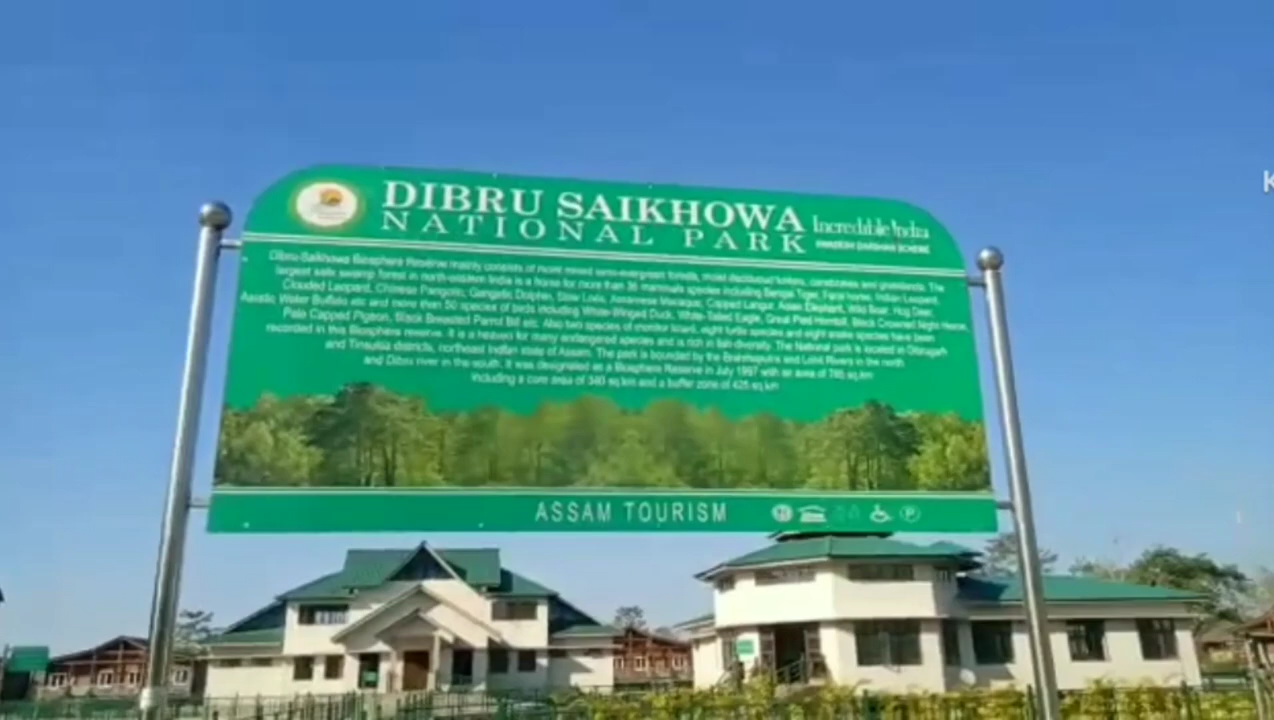 DIBRU SAIKHOWA
NATIONAL PARK
Incredible India
SWADESH DARSHAN SCHEME
Dibru-Saikhowa Biosphere Reserve mainly consists of moist mixed semi-evergreen forests, moist deciduous forests, canebrakes and grasslands. The
largest salix swamp forest in north-eastern India is a home for more than 36 mammals species including Bengal Tiger, Feral horse, Indian Leopard,
Clouded Leopard, Chinese Pangolin, Gangetic Dolphin, Slow Loris, Assamese Macaque, Capped Langur, Asian Elephant, Wild Boar, Hog Deer,
Asiatic Water Buffalo etc and more than 50 species of birds including White-Winged Duck, White-Tailed Eagle, Great Pied Hornbill, Black Crowned Night Heron,
Pale Capped Pigeon, Black Breasted Parrot Bill etc. Also two species of monitor lizard, eight turtle species and eight snake species have been
recorded in this Biosphere reserve. It is a heaven for many endangered species and is rich in fish diversity. The National park is located in Dibrugarh
and Tinsukia districts, northeast Indian state of Assam. The park is bounded by the Brahmaputra and Lohit Rivers in the north
and Dibru river in the south. It was designated as a Biosphere Reserve in July 1997 with an area of 765 sq.km
including a core area of 340 sq.km and a buffer zone of 425 sq.km
ASSAM TOURISM
P
K